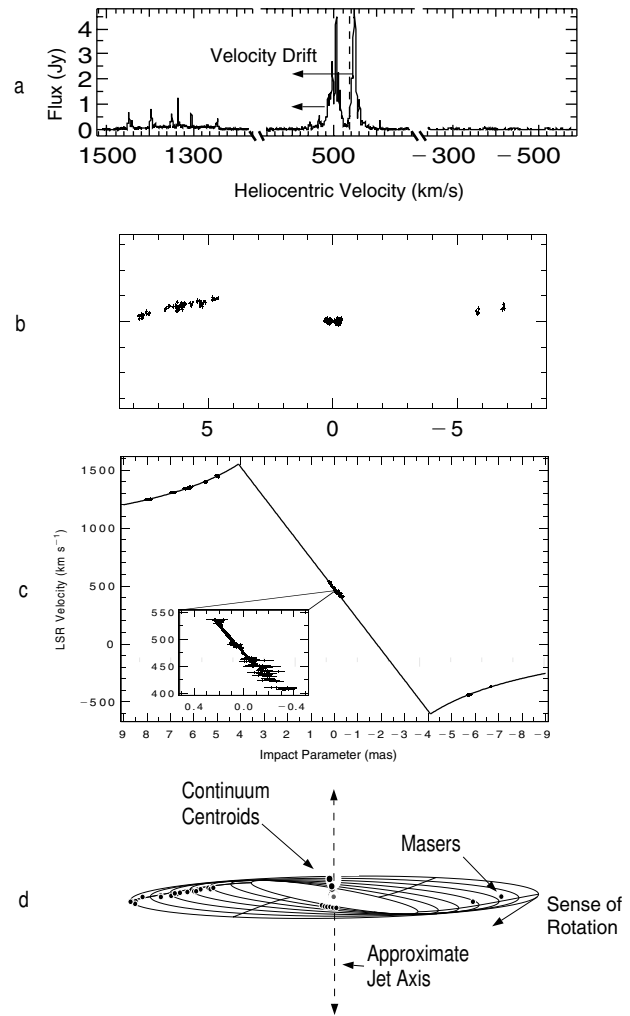 a
Flux (Jy)
4
3
2
1
0
Velocity Drift
1500 1300 500 −300 −500
Heliocentric Velocity (km/s)
b
5 0 −5
c
LSR Velocity (km s⁻¹)
1500
1000
500
0
−500
550
500
450
400
0.4 0.0 −0.4
9 8 7 6 5 4 3 2 1 0 −1 −2 −3 −4 −5 −6 −7 −8 −9
Impact Parameter (mas)
d
Continuum
Centroids
Masers
Sense of
Rotation
Approximate
Jet Axis